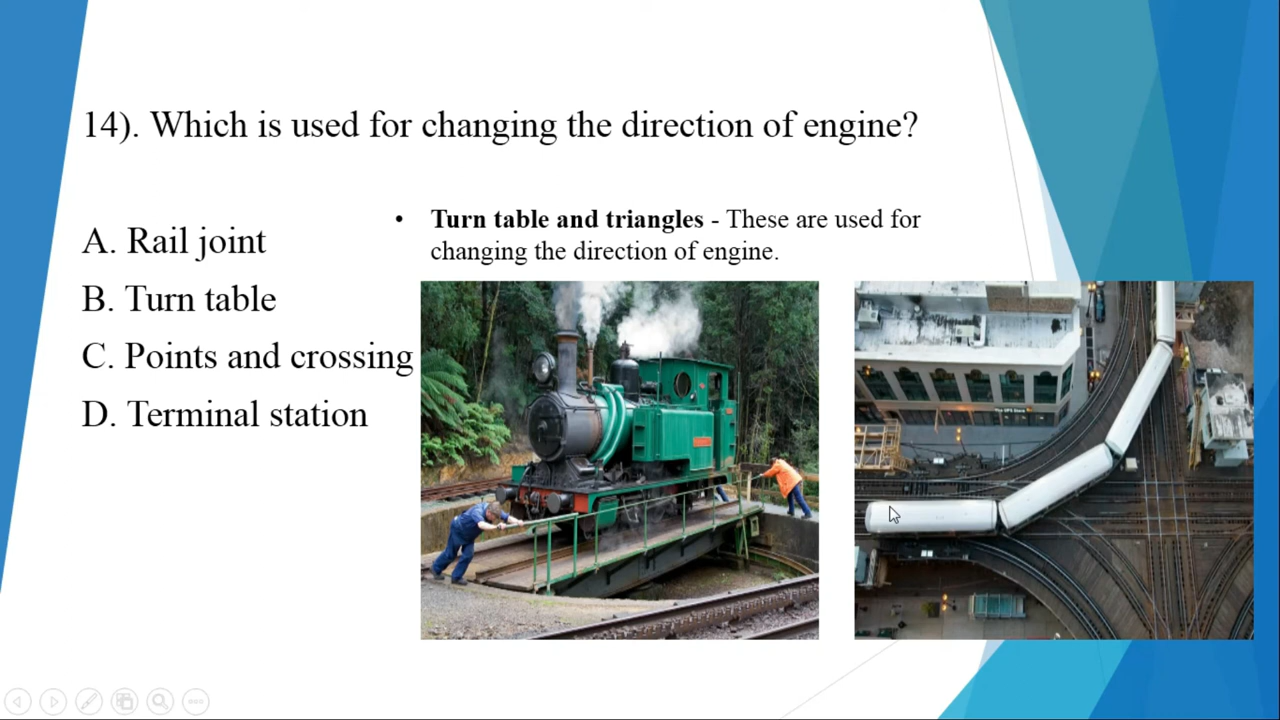 14). Which is used for changing the direction of engine?
A. Rail joint
B. Turn table
C. Points and crossing
D. Terminal station
• Turn table and triangles - These are used for
changing the direction of engine.